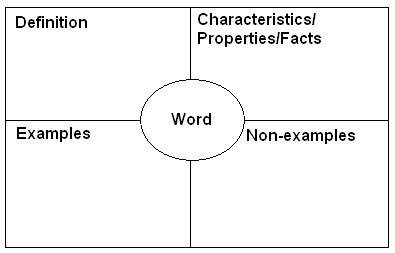 Definition
Characteristics/
Properties/Facts
Word
Examples
Non-examples